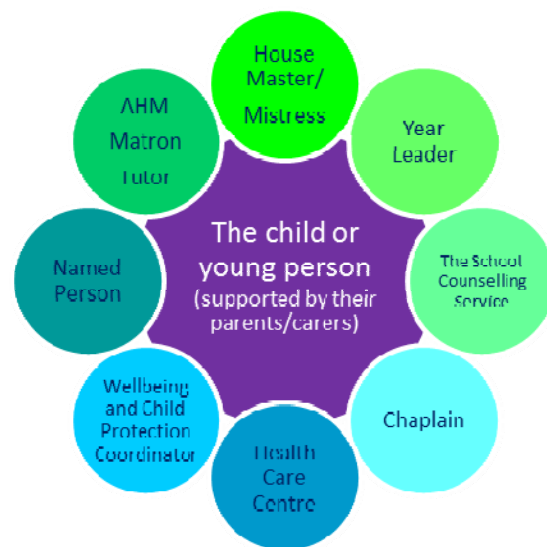 House
Master/
Mistress
Year
Leader
The School
Counselling
Service
Chaplain
Health
Care
Centre
Wellbeing
and Child
Protection
Coordinator
Named
Person
AHM
Matron
Tutor
The child or
young person
(supported by their
parents/carers)